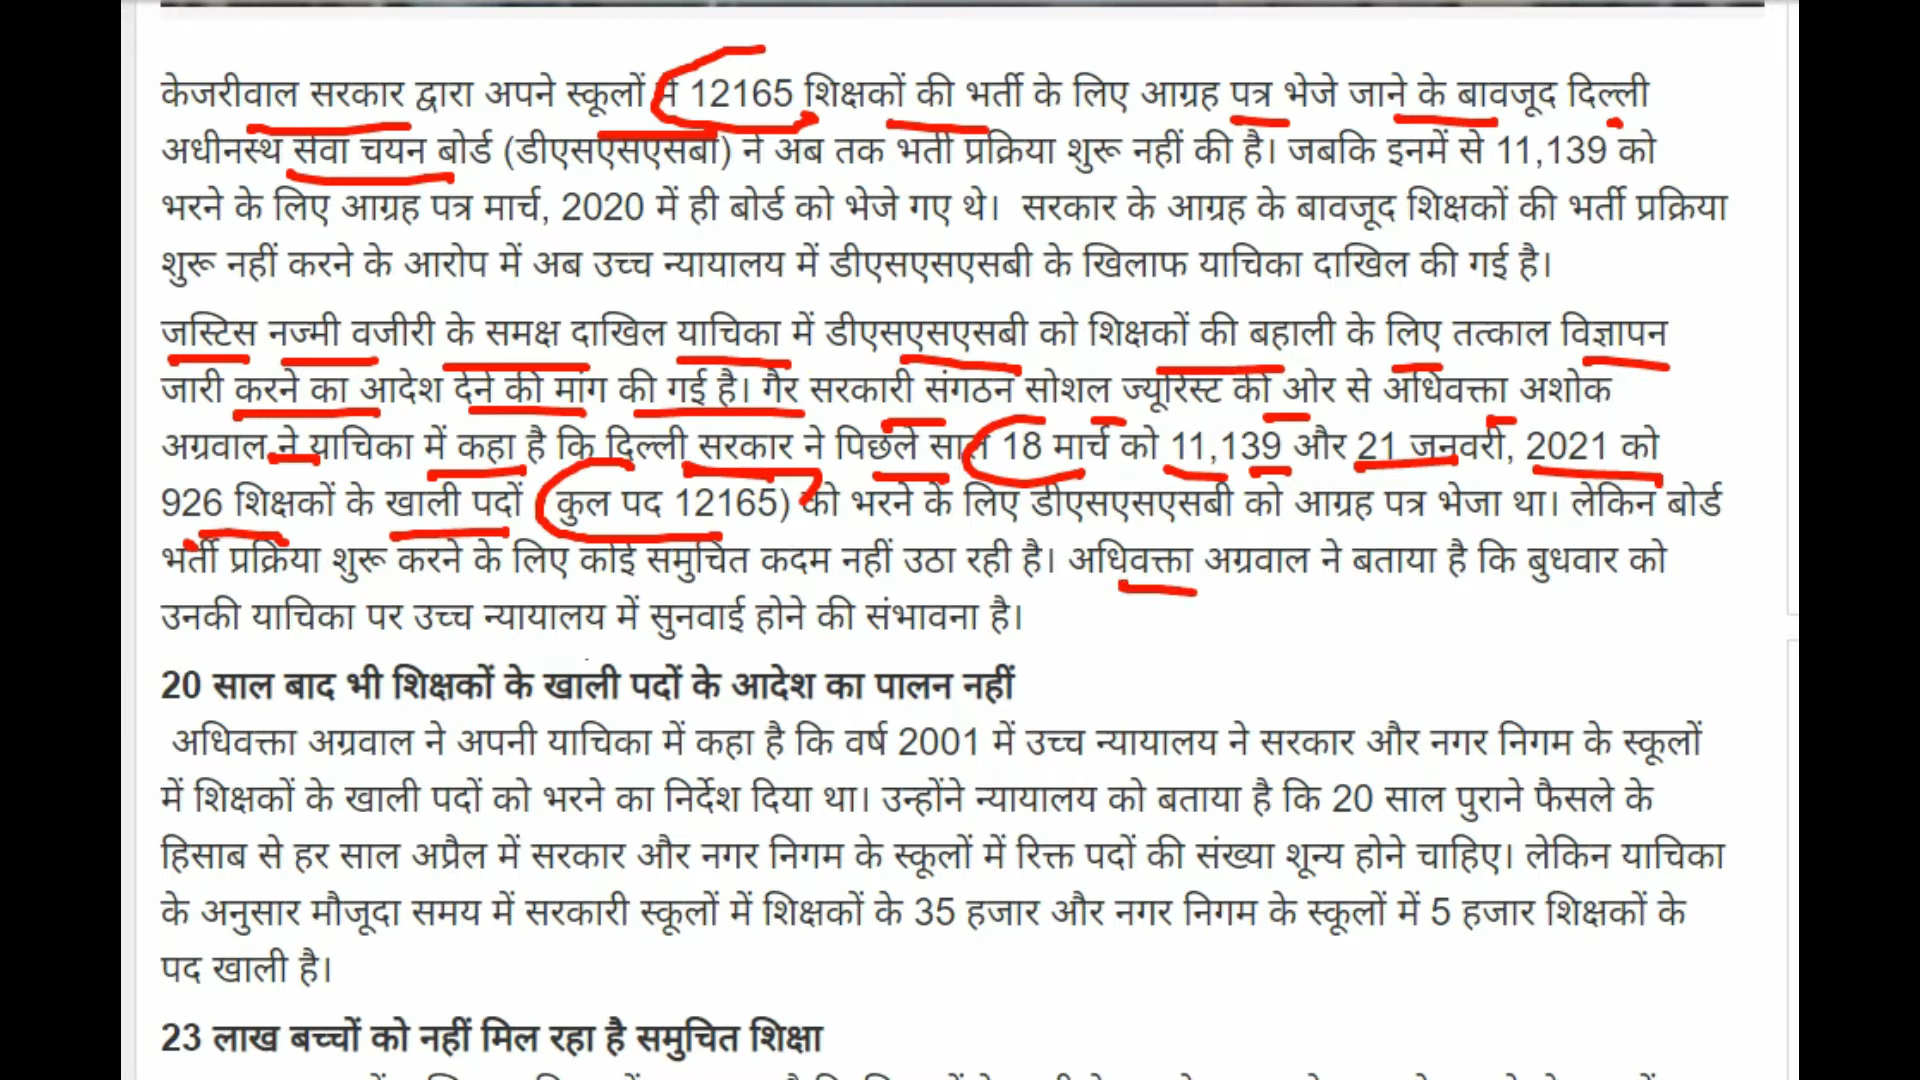 केजरीवाल सरकार द्वारा अपने स्कूलों में 12165 शिक्षकों की भर्ती के लिए आग्रह पत्र भेजे जाने के बावजूद दिल्ली
अधीनस्थ सेवा चयन बोर्ड (डीएसएसएसबी) ने अब तक भर्ती प्रक्रिया शुरू नहीं की है। जबकि इनमें से 11,139 को
भरने के लिए आग्रह पत्र मार्च, 2020 में ही बोर्ड को भेजे गए थे। सरकार के आग्रह के बावजूद शिक्षकों की भर्ती प्रक्रिया
शुरू नहीं करने के आरोप में अब उच्च न्यायालय में डीएसएसएसबी के खिलाफ याचिका दाखिल की गई है।
जस्टिस नज्मी वजीरी के समक्ष दाखिल याचिका में डीएसएसएसबी को शिक्षकों की बहाली के लिए तत्काल विज्ञापन
जारी करने का आदेश देने की मांग की गई है। गैर सरकारी संगठन सोशल ज्यूरिस्ट की ओर से अधिवक्ता अशोक
अग्रवाल ने याचिका में कहा है कि दिल्ली सरकार ने पिछले साल 18 मार्च को 11,139 और 21 जनवरी, 2021 को
926 शिक्षकों के खाली पदों (कुल पद 12165) को भरने के लिए डीएसएसएसबी को आग्रह पत्र भेजा था। लेकिन बोर्ड
भर्ती प्रक्रिया शुरू करने के लिए कोई समुचित कदम नहीं उठा रही है। अधिवक्ता अग्रवाल ने बताया है कि बुधवार को
उनकी याचिका पर उच्च न्यायालय में सुनवाई होने की संभावना है।
20 साल बाद भी शिक्षकों के खाली पदों के आदेश का पालन नहीं
अधिवक्ता अग्रवाल ने अपनी याचिका में कहा है कि वर्ष 2001 में उच्च न्यायालय ने सरकार और नगर निगम के स्कूलों
में शिक्षकों के खाली पदों को भरने का निर्देश दिया था। उन्होंने न्यायालय को बताया है कि 20 साल पुराने फैसले के
हिसाब से हर साल अप्रैल में सरकार और नगर निगम के स्कूलों में रिक्त पदों की संख्या शून्य होने चाहिए। लेकिन याचिका
के अनुसार मौजूदा समय में सरकारी स्कूलों में शिक्षकों के 35 हजार और नगर निगम के स्कूलों में 5 हजार शिक्षकों के
पद खाली है।
23 लाख बच्चों को नहीं मिल रहा है समुचित शिक्षा